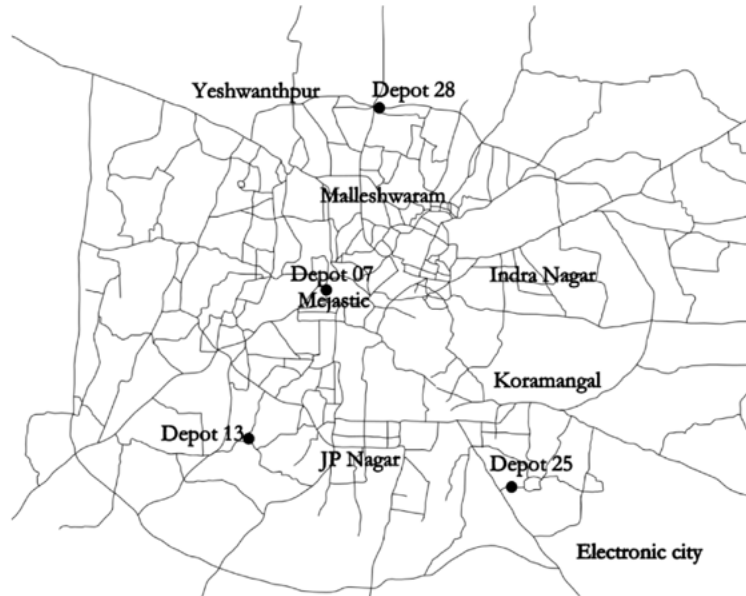 Yeshwanthpur
Depot 28
Malleshwaram
Depot 07
Mejastic
Indra Nagar
Koramangal
Depot 13
JP Nagar
Depot 25
Electronic city